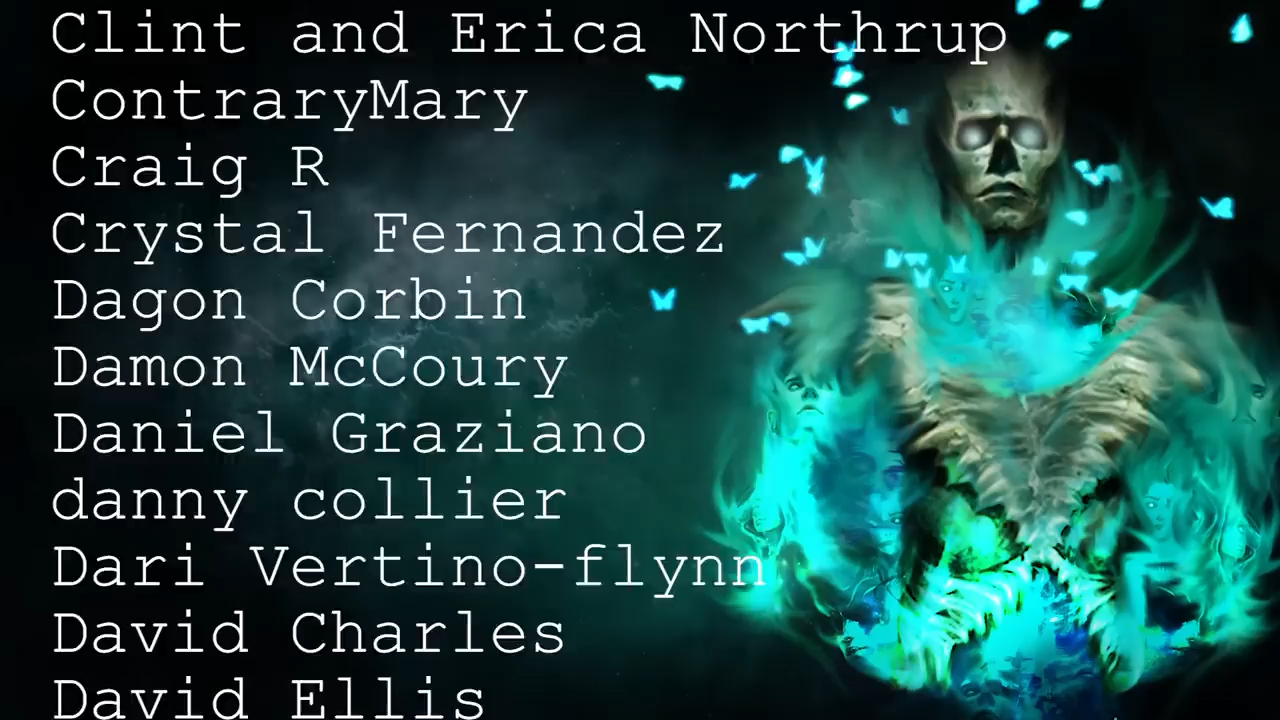 Clint and Erica Northrup
ContraryMary
Craig R
Crystal Fernandez
Dagon Corbin
Damon McCoury
Daniel Graziano
danny collier
Dari Vertino-flynn
David Charles
David Ellis